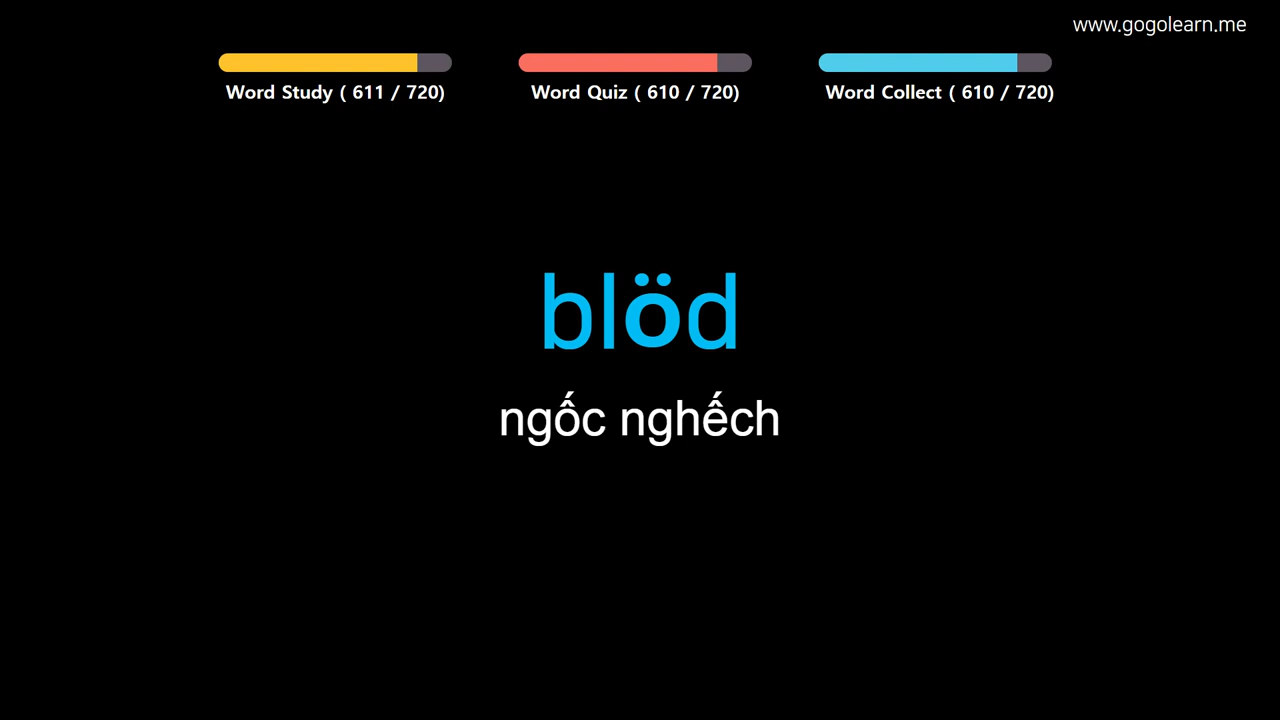 www.gogolearn.me
Word Study ( 611 / 720)
Word Quiz ( 610 / 720)
Word Collect ( 610 / 720)
blöd
ngốc nghếch